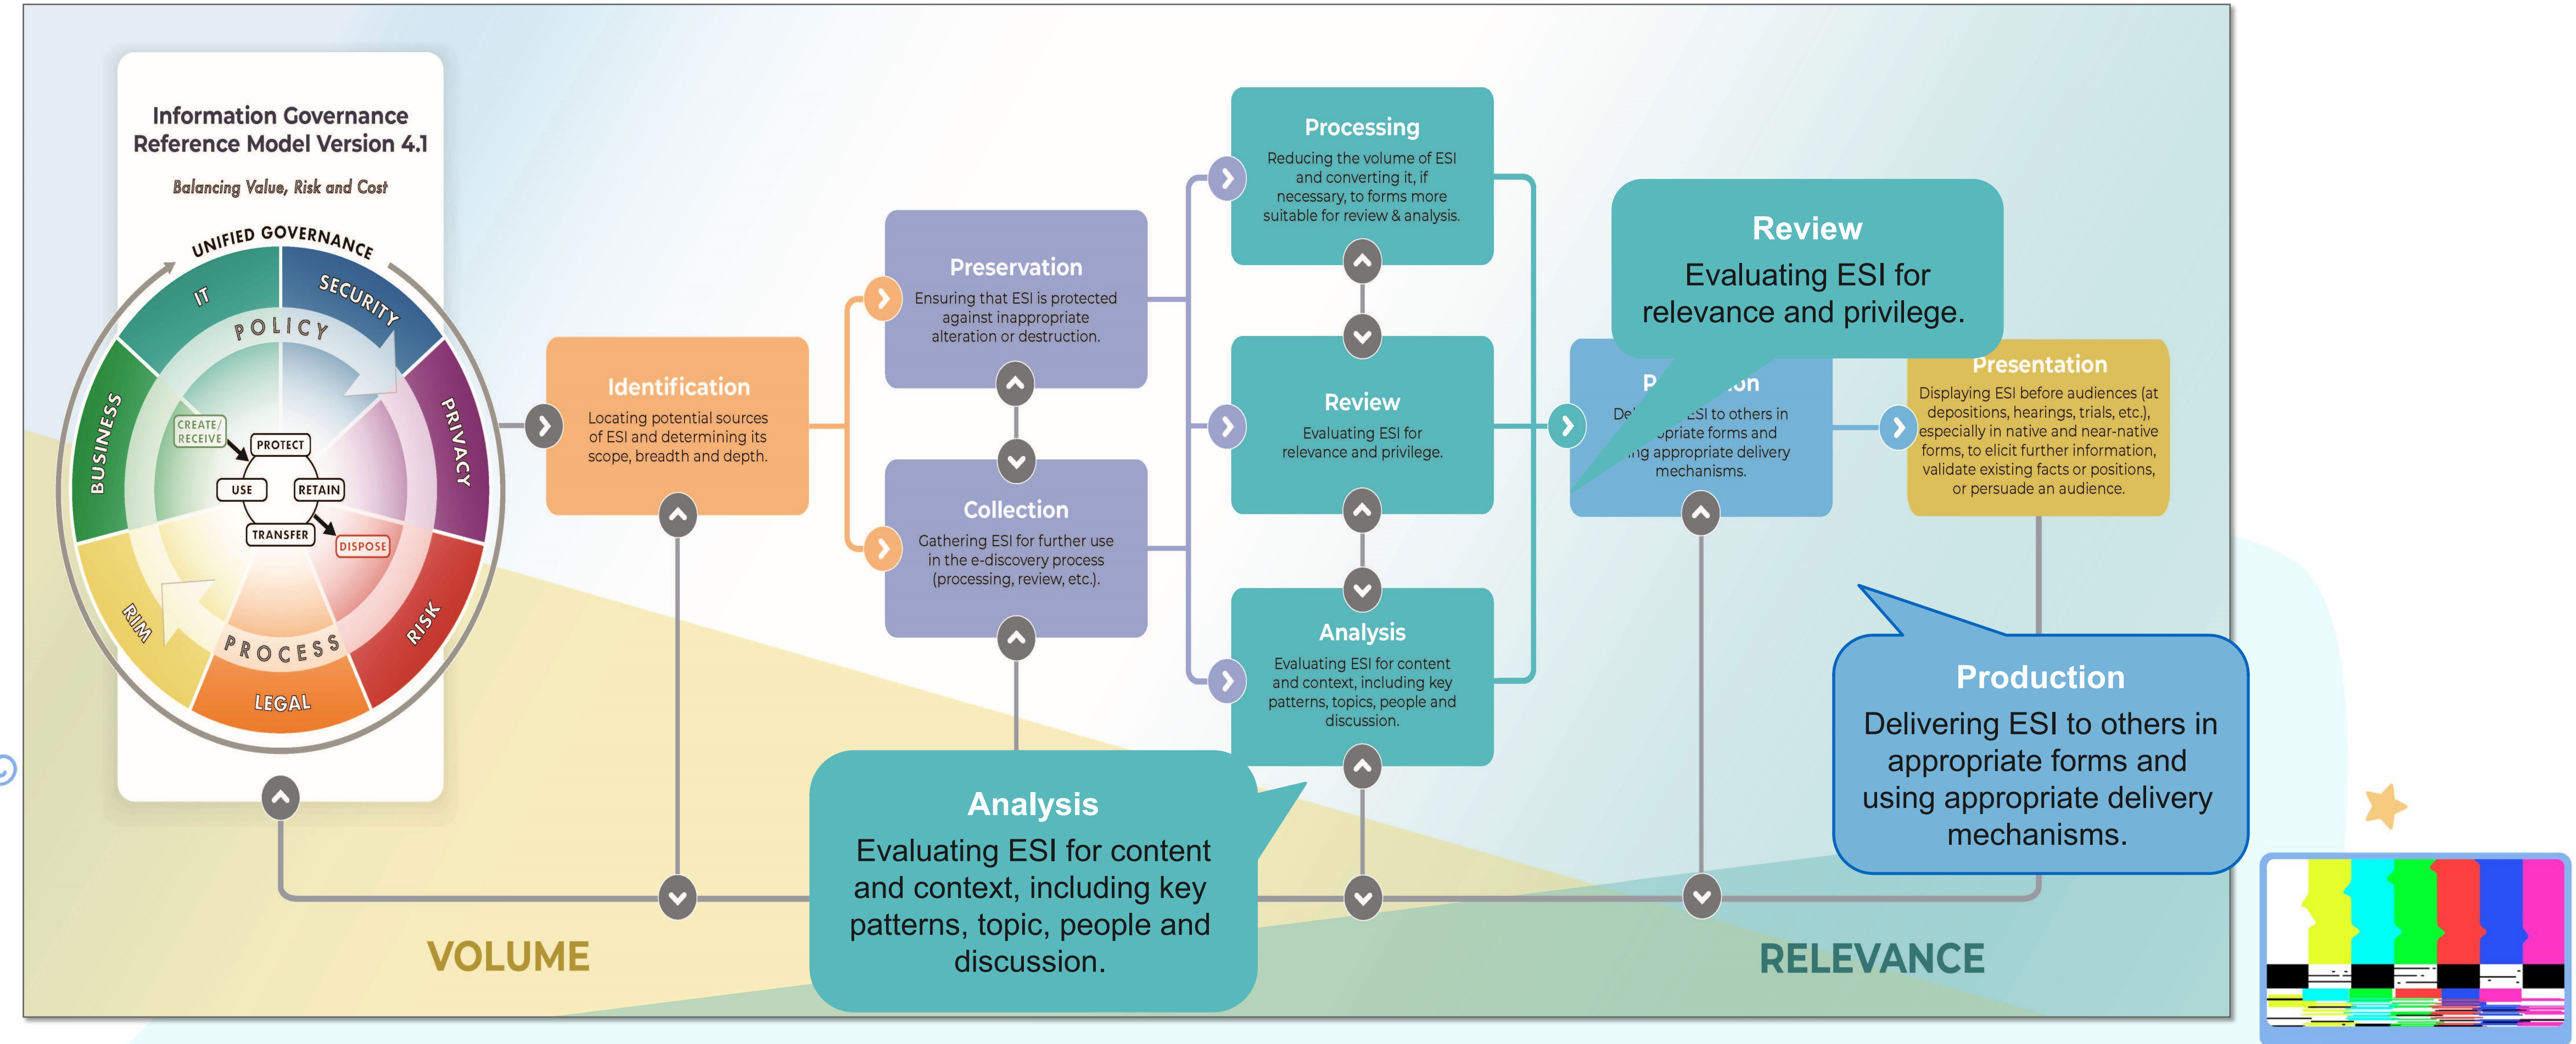 Information Governance
Reference Model Version 4.1
Balancing Value, Risk and Cost
UNIFIED GOVERNANCE
IT
SECURITY
POLICY
BUSINESS
PRIVACY
CREATE/
RECEIVE
PROTECT
USE
RETAIN
TRANSFER
DISPOSE
RIM
PROCESS
RISK
LEGAL
Identification
Locating potential sources
of ESI and determining its
scope, breadth and depth.
Preservation
Ensuring that ESI is protected
against inappropriate
alteration or destruction.
Collection
Gathering ESI for further use
in the e-discovery process
(processing, review, etc.).
Processing
Reducing the volume of ESI
and converting it, if
necessary, to forms more
suitable for review & analysis.
Review
Evaluating ESI for
relevance and privilege.
Analysis
Evaluating ESI for content
and context, including key
patterns, topics, people and
discussion.
Review
Evaluating ESI for
relevance and privilege.
ESI to others in
forms and
appropriate delivery
mechanisms.
Presentation
Displaying ESI before audiences (at
depositions, hearings, trials, etc.),
especially in native and near-native
forms, to elicit further information,
validate existing facts or positions,
or persuade an audience.
Analysis
Evaluating ESI for content
and context, including key
patterns, topic, people and
discussion.
Production
Delivering ESI to others in
appropriate forms and
using appropriate delivery
mechanisms.
VOLUME
RELEVANCE